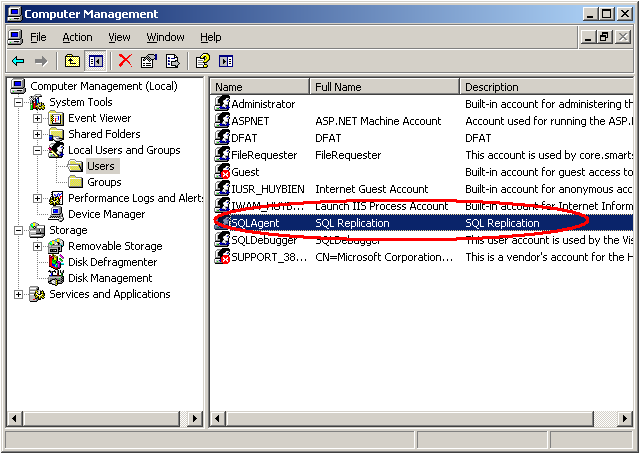 Computer Management
File Action View Window Help
Computer Management (Local)
System Tools
Event Viewer
Shared Folders
Local Users and Groups
Users
Groups
Performance Logs and Alerts
Device Manager
Storage
Removable Storage
Disk Defragmenter
Disk Management
Services and Applications
Name Full Name Description
Administrator Built-in account for administering th
ASPNET ASP.NET Machine Account Account used for running the ASP.
DFAT DFAT DFAT
FileRequester FileRequester This account is used by core.smarts
Guest Built-in account for guest access to
IUSR_HUYBIEN Internet Guest Account Built-in account for anonymous acc
IWAM_HUYB... Launch IIS Process Account Built-in account for Internet Inform
SQLAgent SQL Replication SQL Replication
SQLDebugger SQLDebugger This user account is used by the Vis
SUPPORT_38... CN=Microsoft Corporation... This is a vendor's account for the H